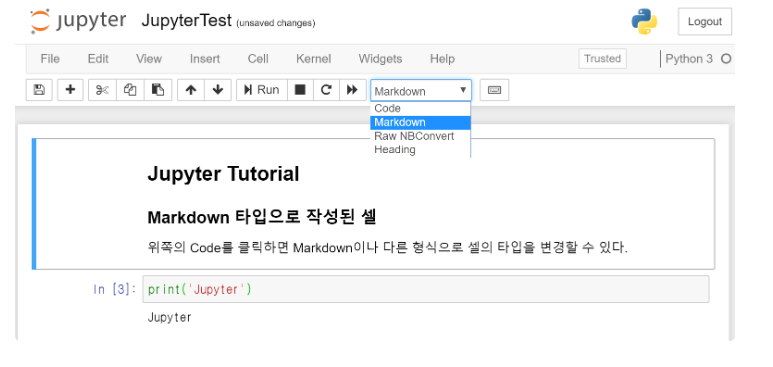 jupyter JupyterTest (unsaved changes) Logout
File Edit View Insert Cell Kernel Widgets Help Trusted Python 3
Run Markdown
Code
Markdown
Raw NBConvert
Heading
Jupyter Tutorial
Markdown 타입으로 작성된 셀
위쪽의 Code를 클릭하면 Markdown이나 다른 형식으로 셀의 타입을 변경할 수 있다.
In [3]: print('Jupyter')
Jupyter